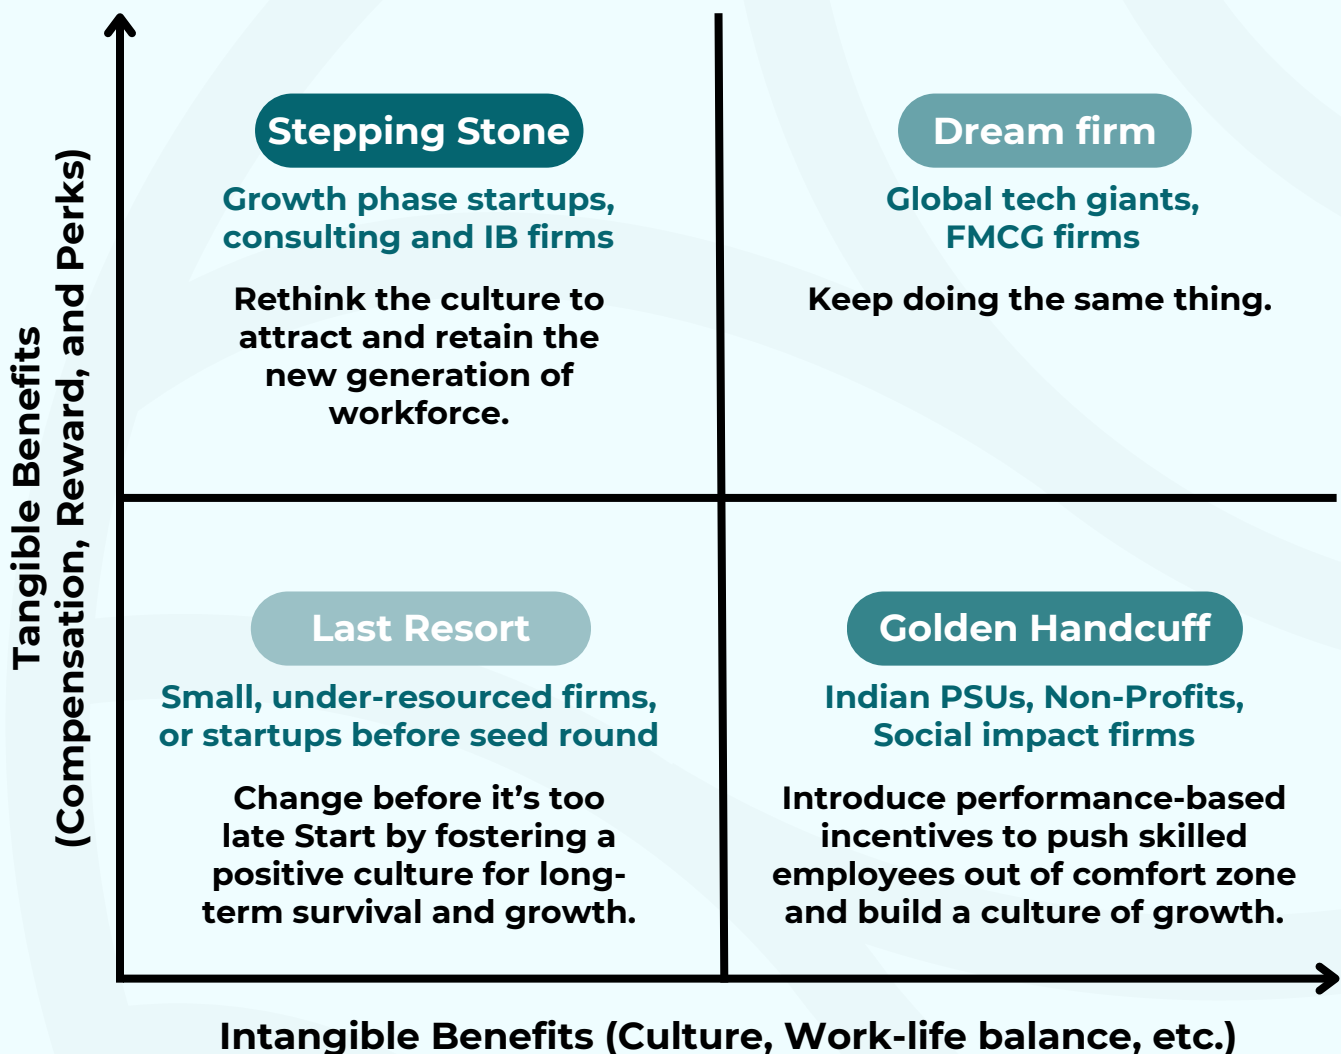 Tangible Benefits
(Compensation, Reward, and Perks)
Stepping Stone
Growth phase startups,
consulting and IB firms
Rethink the culture to
attract and retain the
new generation of
workforce.
Dream firm
Global tech giants,
FMCG firms
Keep doing the same thing.
Last Resort
Small, under-resourced firms,
or startups before seed round
Change before it’s too
late Start by fostering a
positive culture for long-
term survival and growth.
Golden Handcuff
Indian PSUs, Non-Profits,
Social impact firms
Introduce performance-based
incentives to push skilled
employees out of comfort zone
and build a culture of growth.
Intangible Benefits (Culture, Work-life balance, etc.)